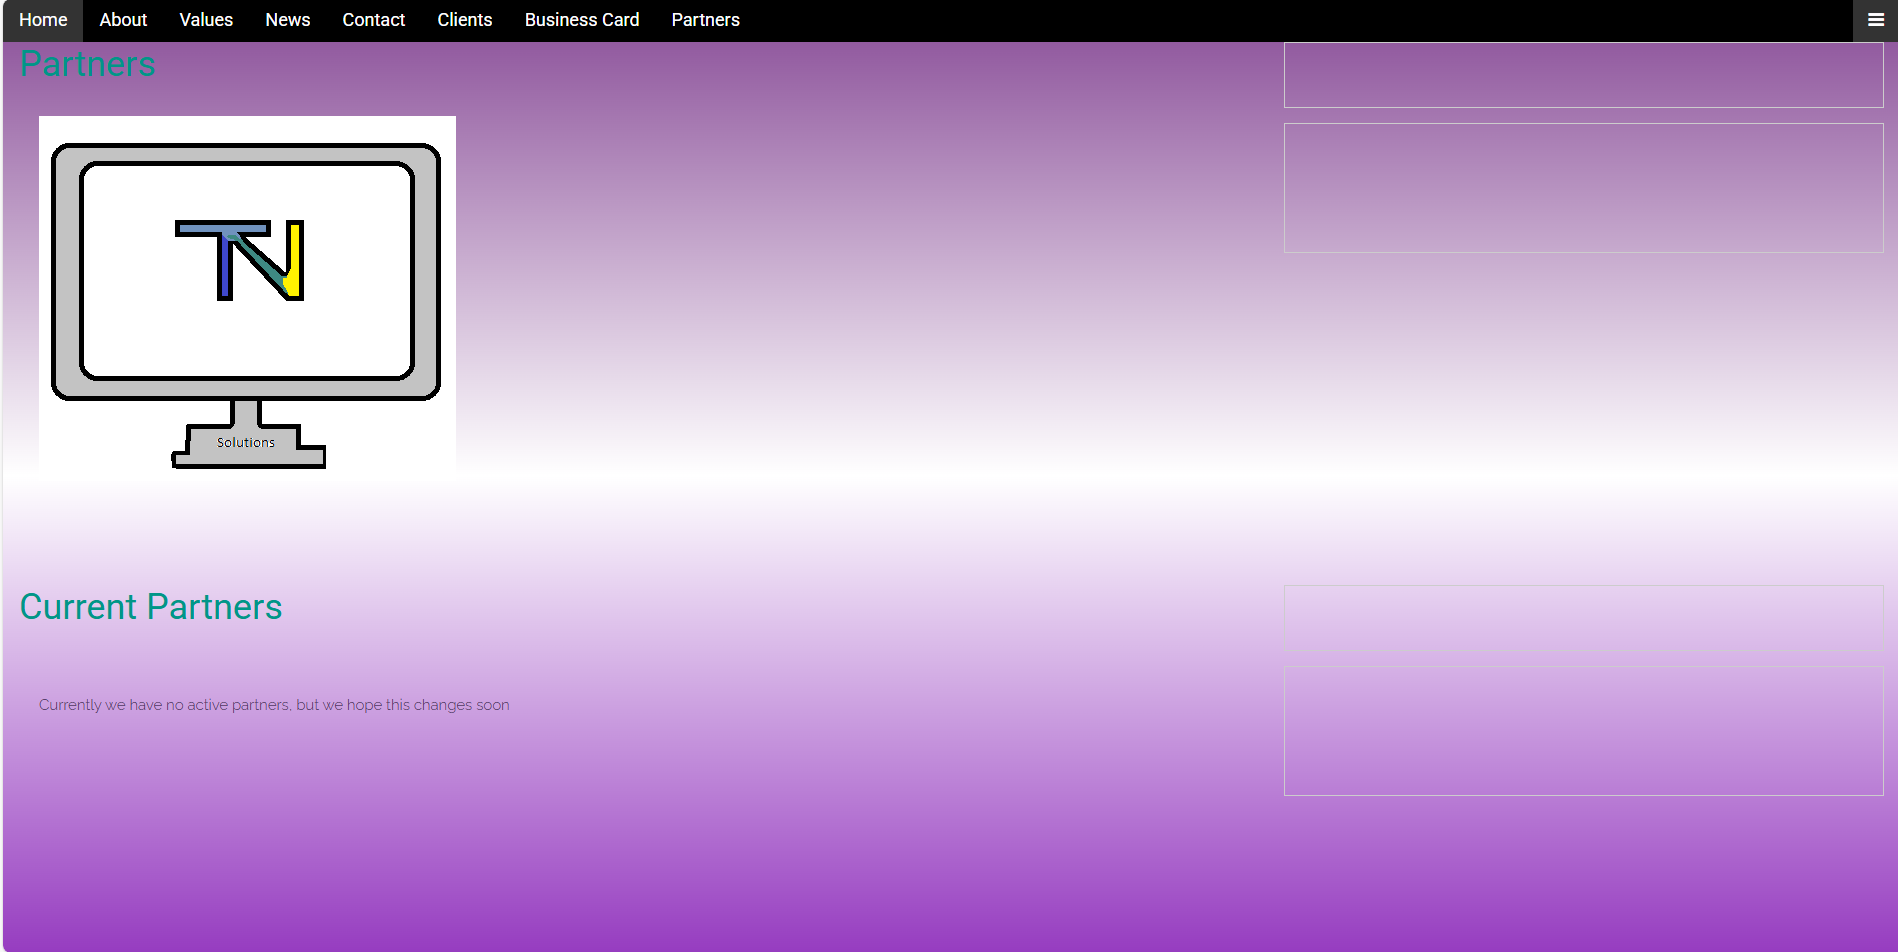 Home About Values News Contact Clients Business Card Partners
Partners
TN
Solutions
Current Partners
Currently we have no active partners, but we hope this changes soon